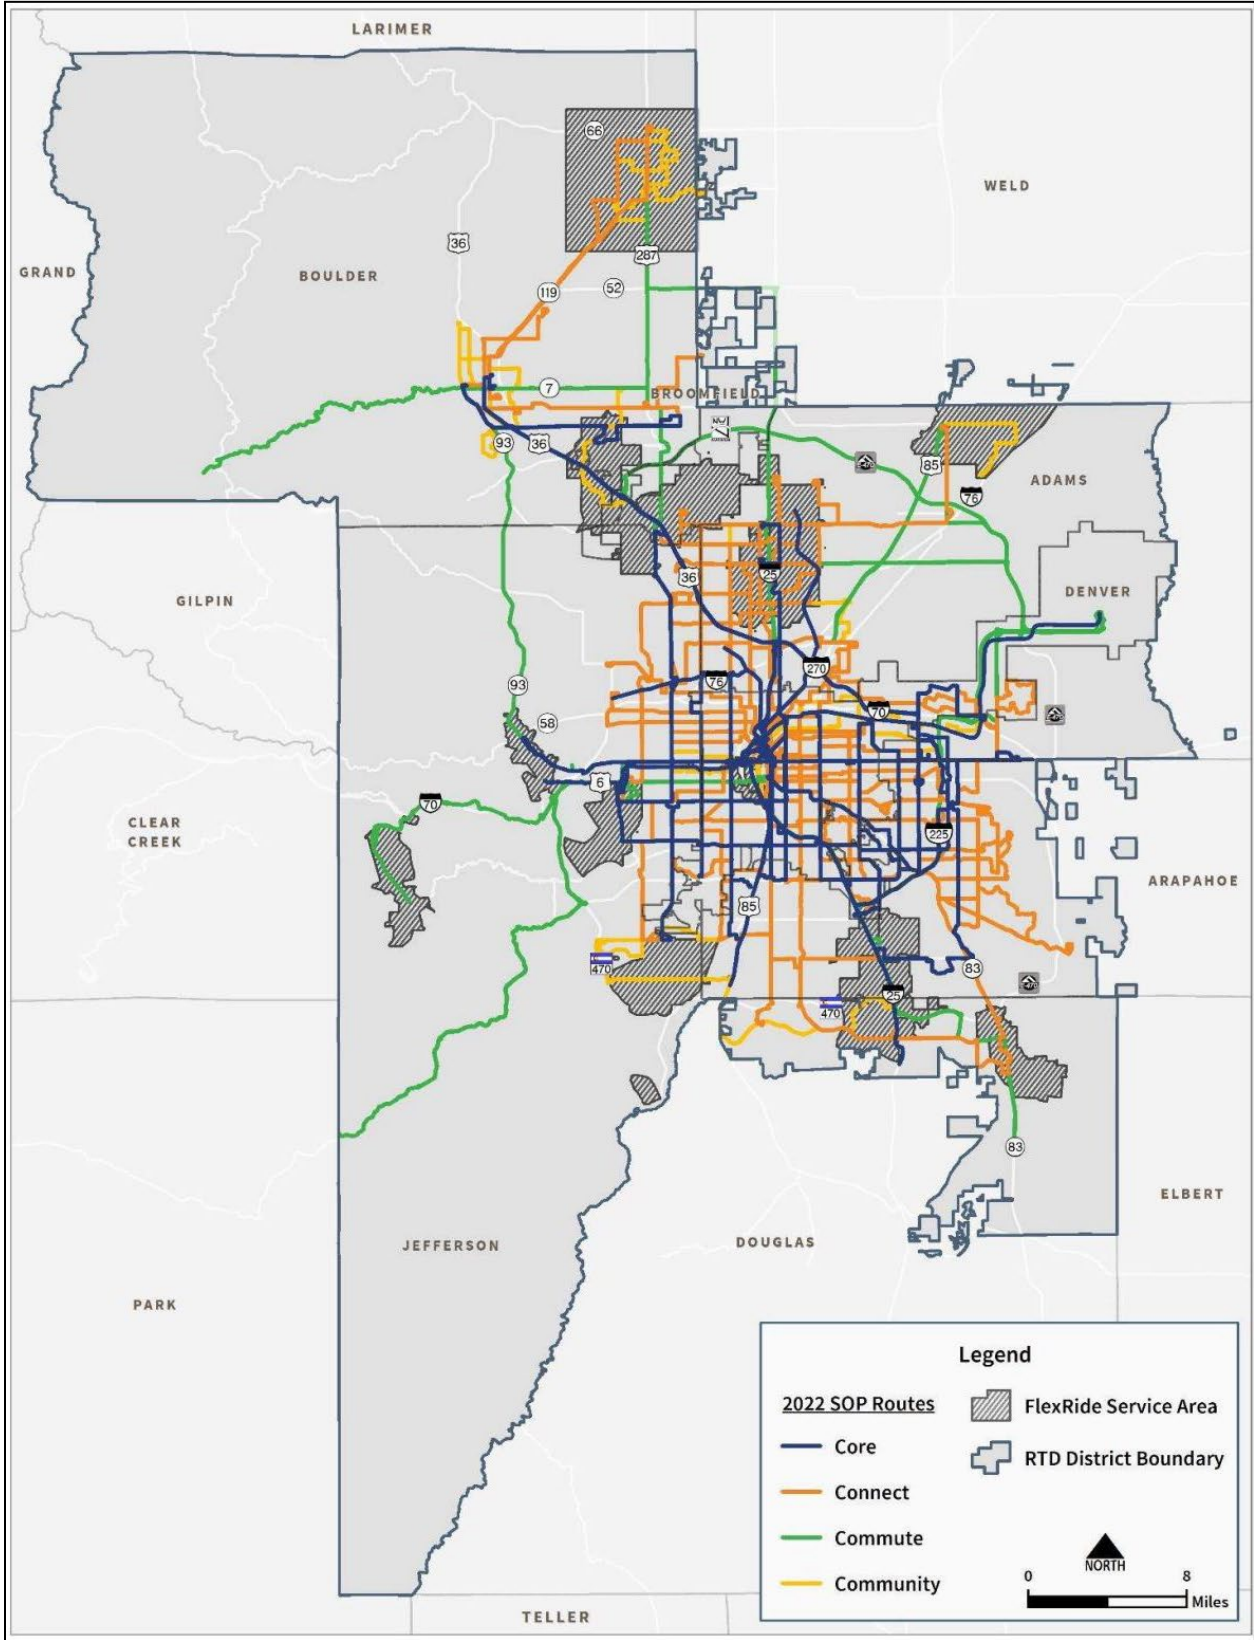 LARIMER
66
WELD
36
GRAND
BOULDER
287
119
52
7
BROOMFIELD
93
36
NW
85
76
ADAMS
36
25
DENVER
GILPIN
270
76
93
70
58
6
70
CLEAR
CREEK
225
ARAPAHOE
85
470
83
25
470
83
ELBERT
JEFFERSON
DOUGLAS
PARK
Legend
2022 SOP Routes
FlexRide Service Area
Core
RTD District Boundary
Connect
Commute
NORTH
Community
0 8
Miles
TELLER